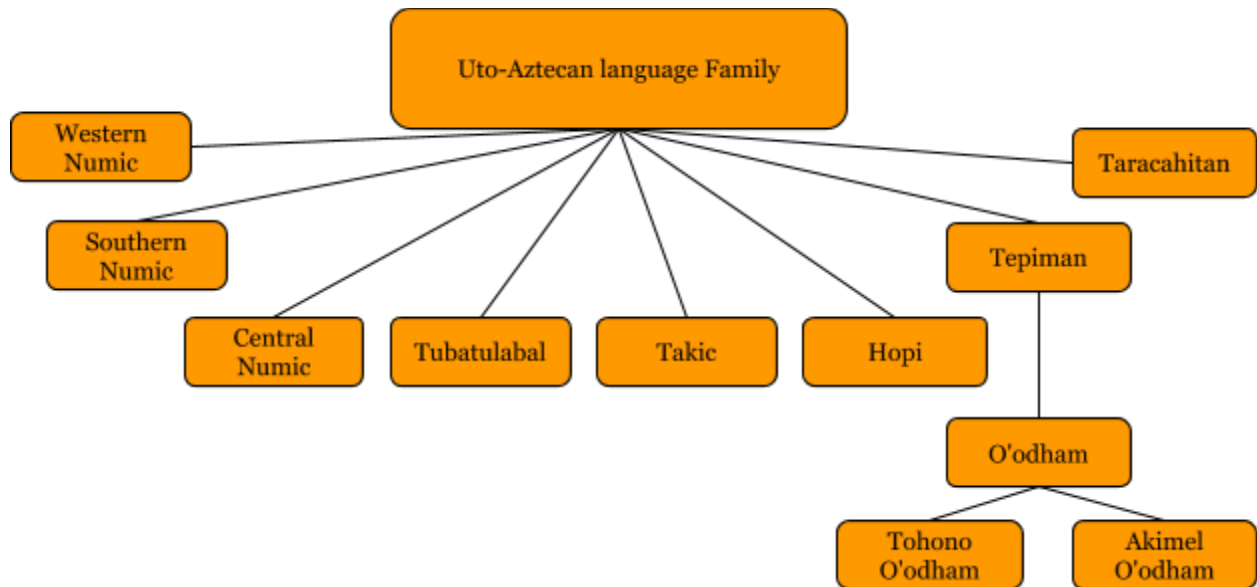 Uto-Aztecan language Family
Western
Numic
Taracahitan
Southern
Numic
Tepiman
Central
Numic
Tubatulabal
Takic
Hopi
O'odham
Tohono
O'odham
Akimel
O'odham